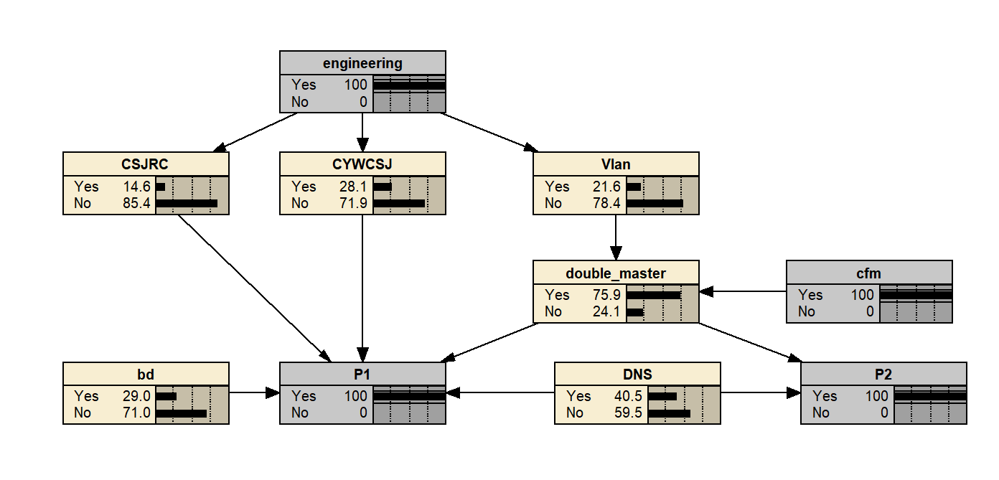 engineering
Yes 100
No 0
CSJRC
Yes 14.6
No 85.4
CYWCSJ
Yes 28.1
No 71.9
Vlan
Yes 21.6
No 78.4
double_master
Yes 75.9
No 24.1
cfm
Yes 100
No 0
bd
Yes 29.0
No 71.0
P1
Yes 100
No 0
DNS
Yes 40.5
No 59.5
P2
Yes 100
No 0